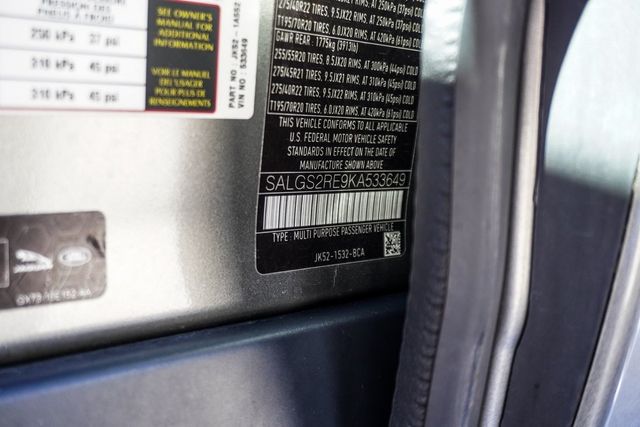 PRESSION
250 kPa 37 psi
310 kPa 45 psi
310 kPa 45 psi
SEE OWNER'S
MANUAL FOR
ADDITIONAL
INFORMATION
VOIR LE MANUEL
DE L'USAGER
POUR PLUS DE
RENSEIGNEMENTS
VIN : 533649
275/40R22 TIRES, 9.5JX22 RIMS, AT 250kPa (37psi) COLD
T195/70R20 TIRES, 6.0JX20 RIMS, AT 420kPa (61psi) COLD
GAWR REAR : 1775kg (3913lb)
255/55R20 TIRES, 8.5JX20 RIMS, AT 300kPa (44psi) COLD
275/45R21 TIRES, 9.5JX21 RIMS, AT 310kPa (45psi) COLD
275/40R22 TIRES, 9.5JX22 RIMS, AT 310kPa (45psi) COLD
T195/70R20 TIRES, 6.0JX20 RIMS, AT 420kPa (61psi) COLD
THIS VEHICLE CONFORMS TO ALL APPLICABLE
U.S. FEDERAL MOTOR VEHICLE SAFETY
STANDARDS IN EFFECT ON THE DATE OF
MANUFACTURE SHOWN ABOVE
SALGS2RE9KA533649
TYPE : MULTI PURPOSE PASSENGER VEHICLE
JK52-1532-BCA